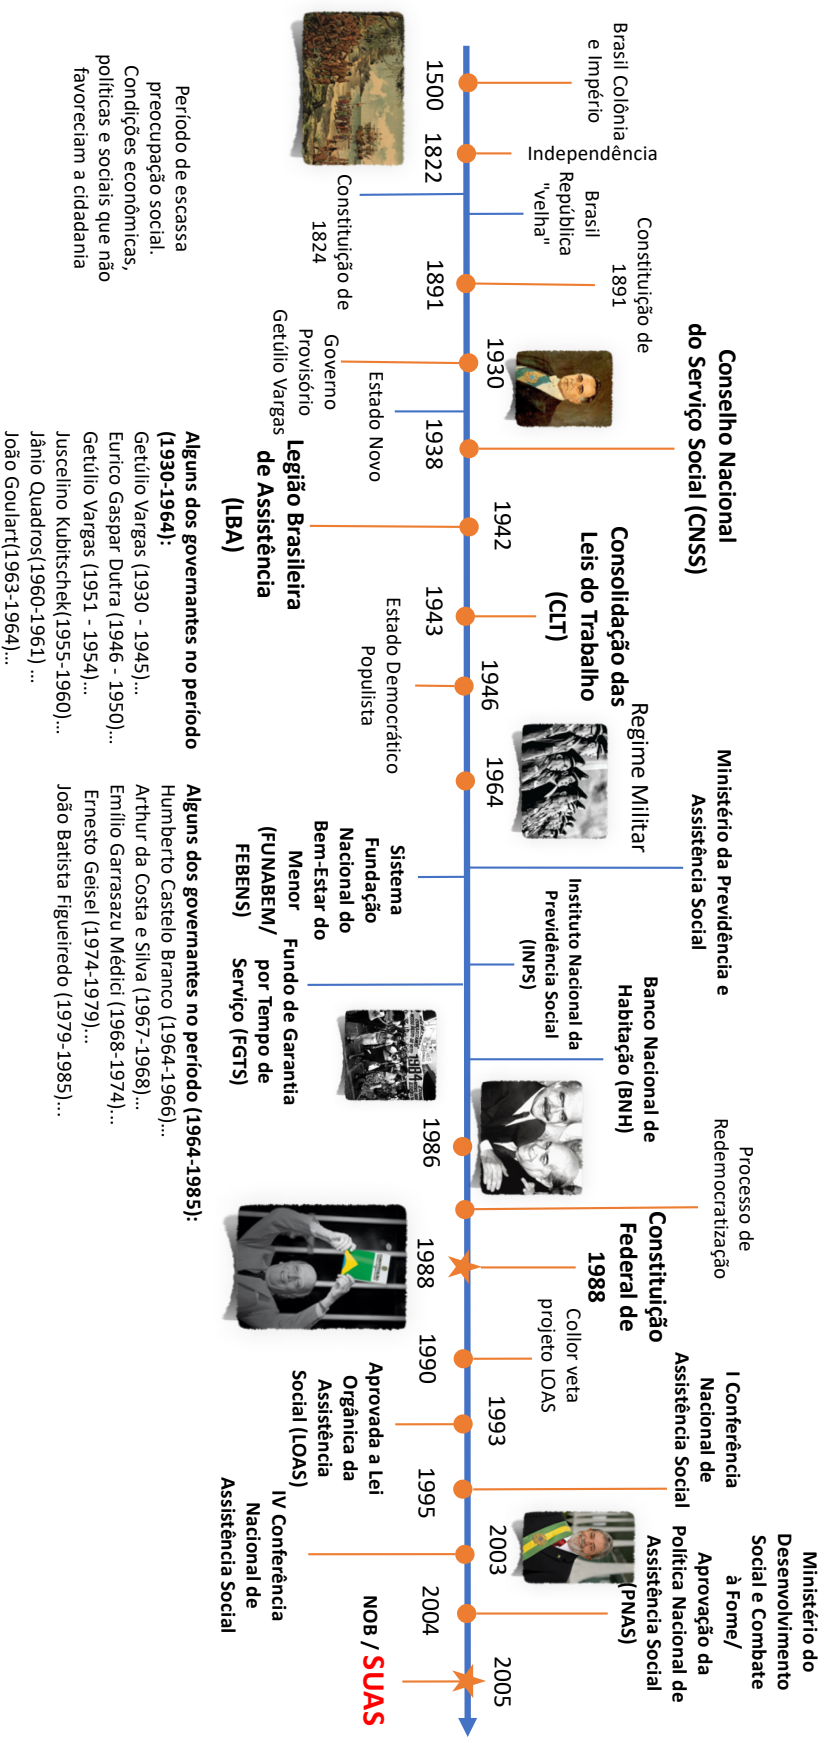 Brasil Colônia
e Império
1500
Independência
1822
Brasil
República
"velha"
Constituição de
1824
Constituição de
1891
1891
Período de escassa
preocupação social.
Condições econômicas,
políticas e sociais que não
favoreciam a cidadania
1930
Governo
Provisório
Getúlio Vargas
Estado Novo
Conselho Nacional
do Serviço Social (CNSS)
1938
1942
Legião Brasileira
de Assistência
(LBA)
Consolidação das
Leis do Trabalho
(CLT)
1943
1946
Estado Democrático
Populista
Regime Militar
1964
Alguns dos governantes no período
(1930-1964):
Getúlio Vargas (1930 - 1945)...
Eurico Gaspar Dutra (1946 - 1950)...
Getúlio Vargas (1951 - 1954)...
Juscelino Kubitschek(1955-1960)...
Jânio Quadros(1960-1961) ...
João Goulart(1963-1964)...
Ministério da Previdência e
Assistência Social
Sistema
Fundação
Nacional do
Bem-Estar do
Menor
(FUNABEM/
FEBENS)
Instituto Nacional da
Previdência Social
(INPS)
Fundo de Garantia
por Tempo de
Serviço (FGTS)
Banco Nacional de
Habitação (BNH)
1984
Alguns dos governantes no período (1964-1985):
Humberto Castelo Branco (1964-1966)...
Arthur da Costa e Silva (1967-1968)...
Emílio Garrasazu Médici (1968-1974)...
Ernesto Geisel (1974-1979)...
João Batista Figueiredo (1979-1985)...
1986
Processo de
Redemocratização
Constituição
Federal de
1988
1988
Collor veta
projeto LOAS
1990
1993
Aprovada a Lei
Orgânica da
Assistência
Social (LOAS)
I Conferência
Nacional de
Assistência Social
1995
2003
IV Conferência
Nacional de
Assistência Social
Ministério do
Desenvolvimento
Social e Combate
à Fome/
Aprovação da
Política Nacional de
Assistência Social
(PNAS)
2004
2005
NOB / SUAS